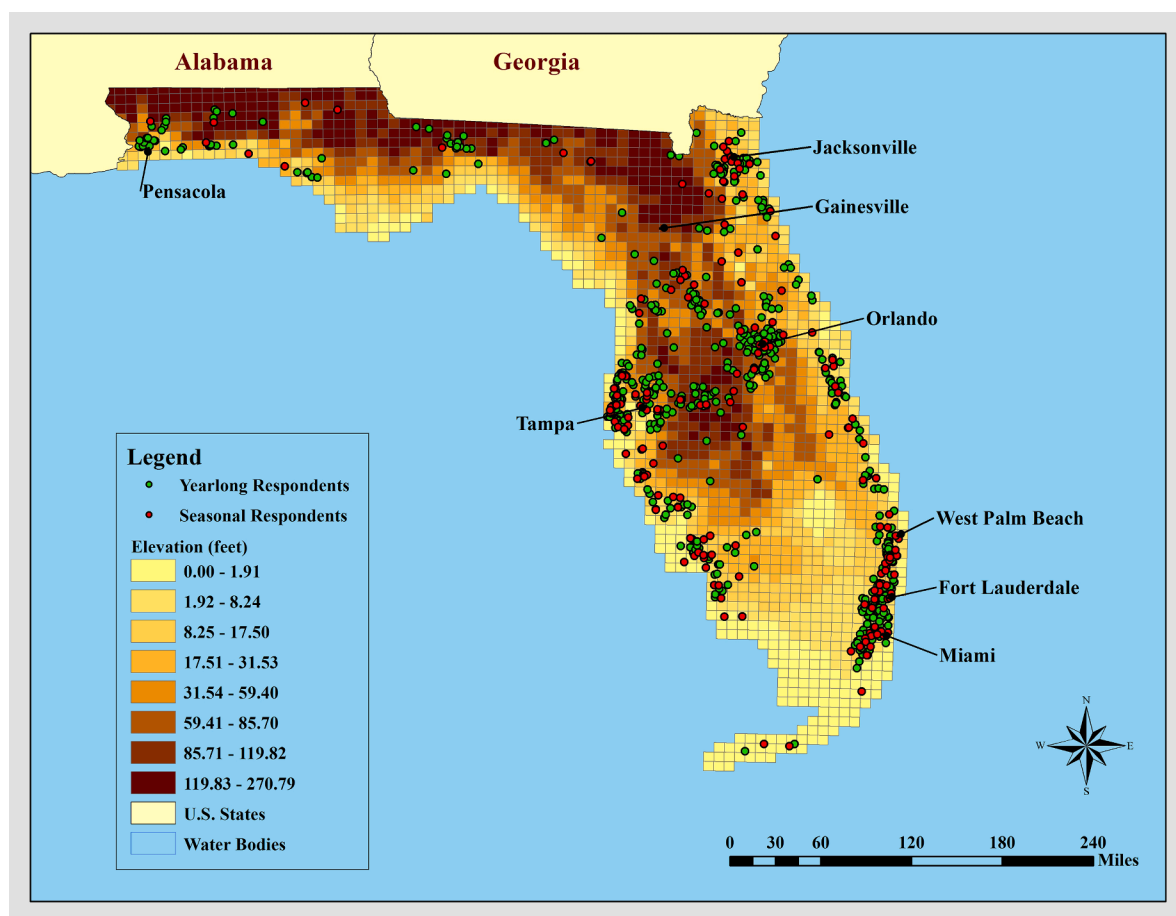 Alabama
Georgia
Jacksonville
Pensacola
Gainesville
Orlando
Tampa
Legend
Yearlong Respondents
Seasonal Respondents
Elevation (feet)
0.00 - 1.91
1.92 - 8.24
8.25 - 17.50
17.51 - 31.53
31.54 - 59.40
59.41 - 85.70
85.71 - 119.82
119.83 - 270.79
U.S. States
Water Bodies
West Palm Beach
Fort Lauderdale
Miami
N
W E
S
0 30 60 120 180 240
Miles